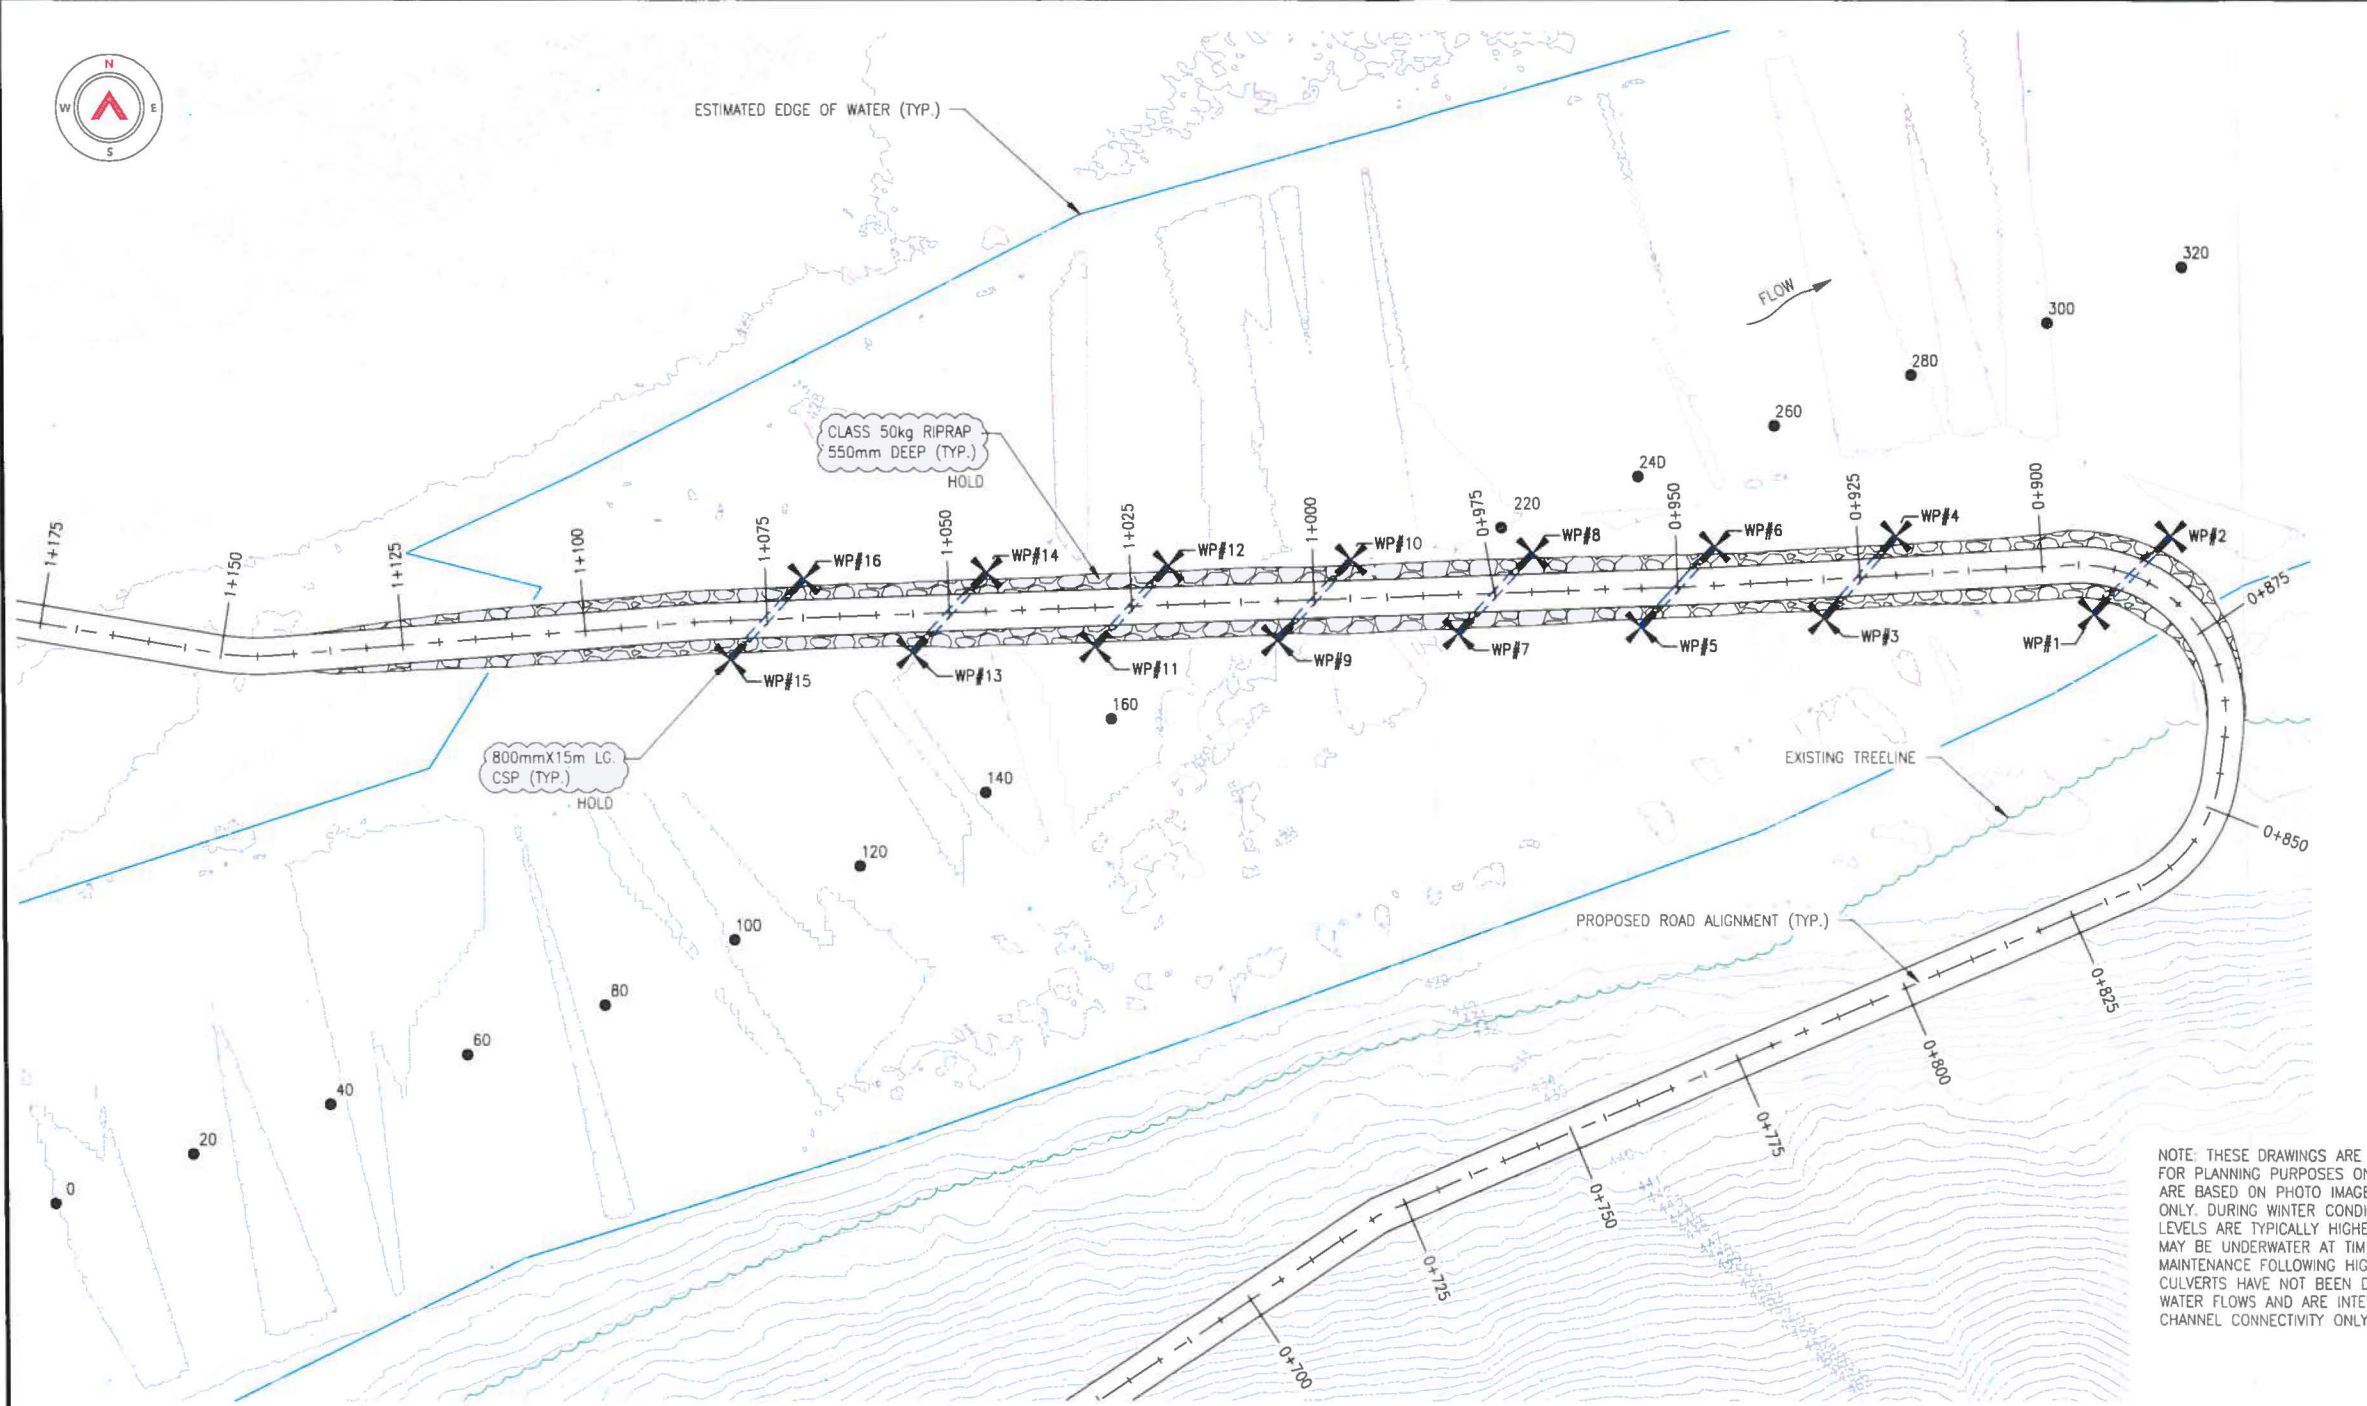 N
W
E
S
ESTIMATED EDGE OF WATER (TYP.)
320
FLOW
300
280
260
CLASS 50kg RIPRAP
550mm DEEP (TYP.)
HOLD
240
220
1+175
1+150
1+125
1+100
1+075
1+050
1+025
1+000
0+975
0+950
0+925
0+900
0+875
WP#16
WP#14
WP#12
WP#10
WP#8
WP#6
WP#4
WP#2
WP#15
WP#13
WP#11
WP#9
WP#7
WP#5
WP#3
WP#1
160
800mmX15m LG.
CSP (TYP.)
HOLD
140
EXISTING TREELINE
0+850
120
PROPOSED ROAD ALIGNMENT (TYP.)
100
80
60
40
20
0
0+825
0+800
0+775
0+750
0+725
0+700
NOTE: THESE DRAWINGS ARE
FOR PLANNING PURPOSES
ARE BASED ON PHOTO
ONLY. DURING WINTER
LEVELS ARE TYPICALLY
MAY BE UNDERWATER AT
MAINTENANCE FOLLOWING
CULVERTS HAVE NOT BEEN
WATER FLOWS AND ARE
CHANNEL CONNECTIVITY ONLY